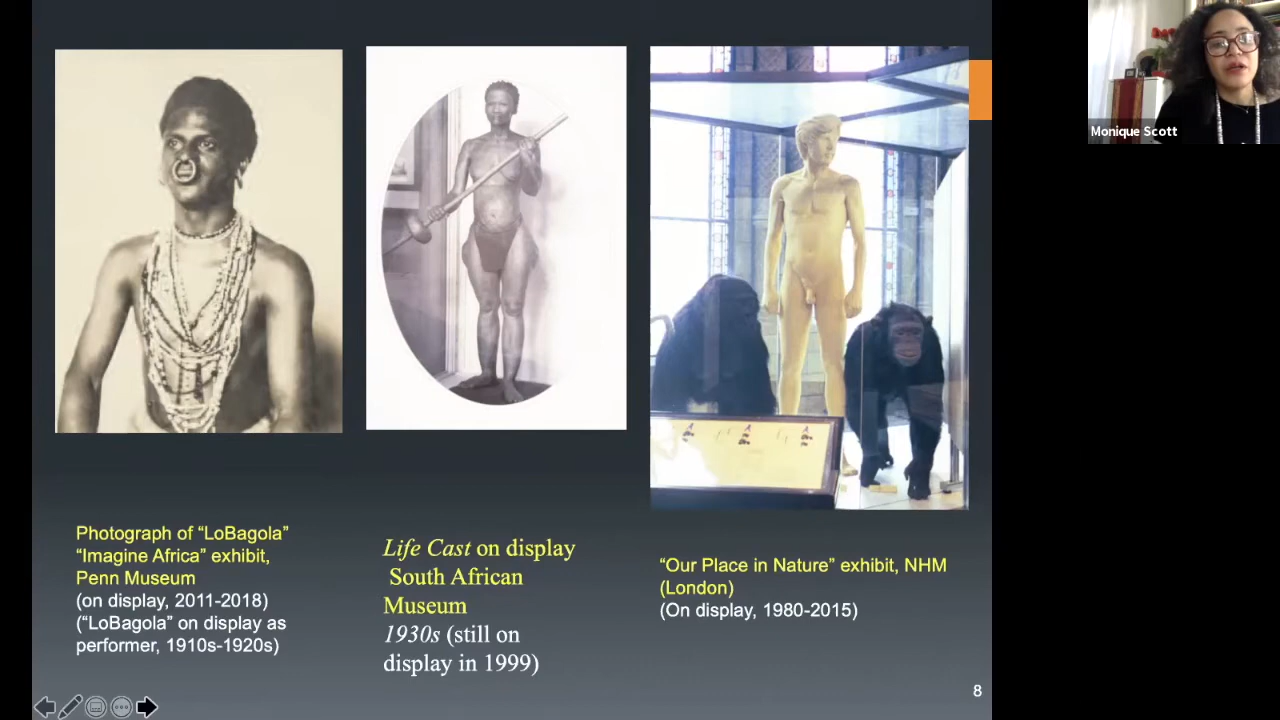 Photograph of “LoBagola”
“Imagine Africa” exhibit,
Penn Museum
(on display, 2011-2018)
(“LoBagola” on display as
performer, 1910s-1920s)
Life Cast on display
South African
Museum
1930s (still on
display in 1999)
“Our Place in Nature” exhibit, NHM
(London)
(On display, 1980-2015)
8
Monique Scott